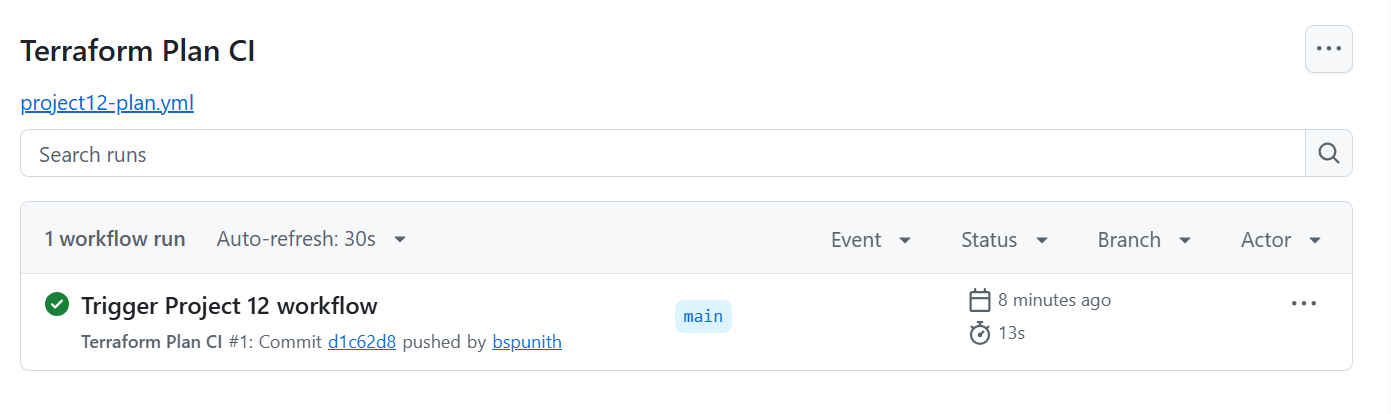 Terraform Plan CI
project12-plan.yml
Search runs
1 workflow run Auto-refresh: 30s Event Status Branch Actor
Trigger Project 12 workflow main 8 minutes ago
Terraform Plan CI #1: Commit d1c62d8 pushed by bspunith 13s